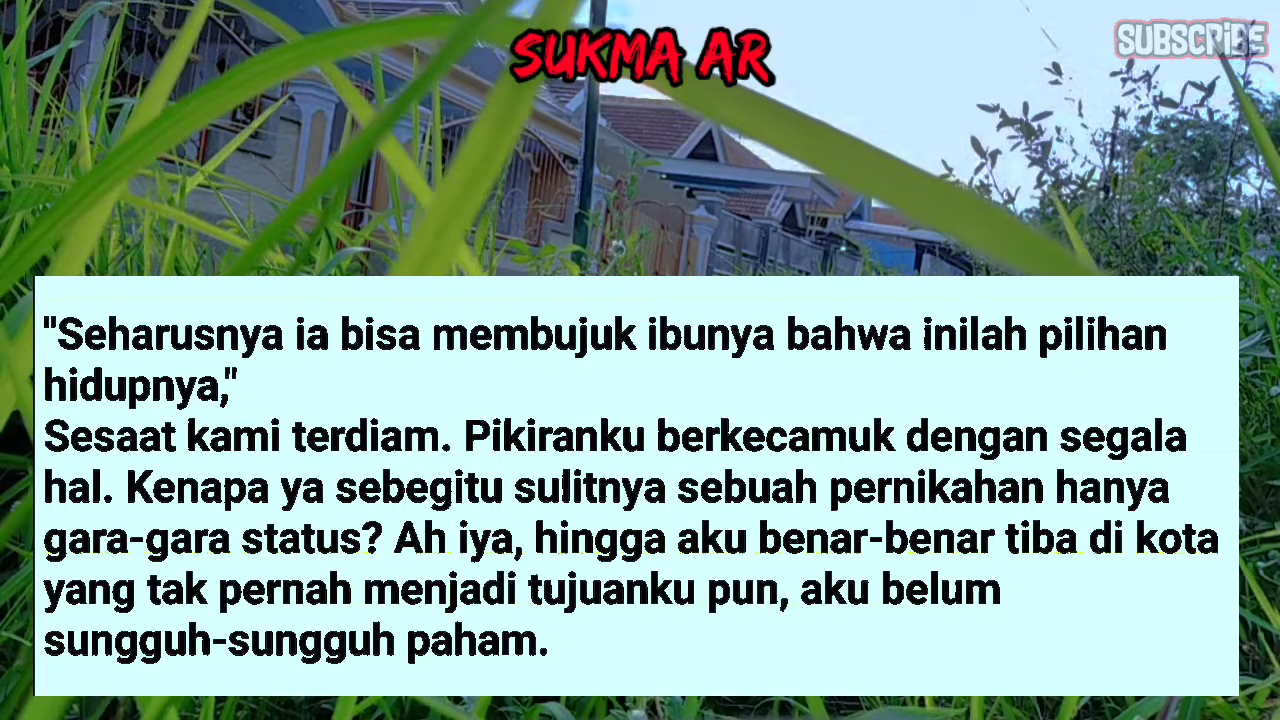 SUKMA AR
SUBSCRIBE
"Seharusnya ia bisa membujuk ibunya bahwa inilah pilihan
hidupnya,"
Sesaat kami terdiam. Pikiranku berkecamuk dengan segala
hal. Kenapa ya sebegitu sulitnya sebuah pernikahan hanya
gara-gara status? Ah iya, hingga aku benar-benar tiba di kota
yang tak pernah menjadi tujuanku pun, aku belum
sungguh-sungguh paham.